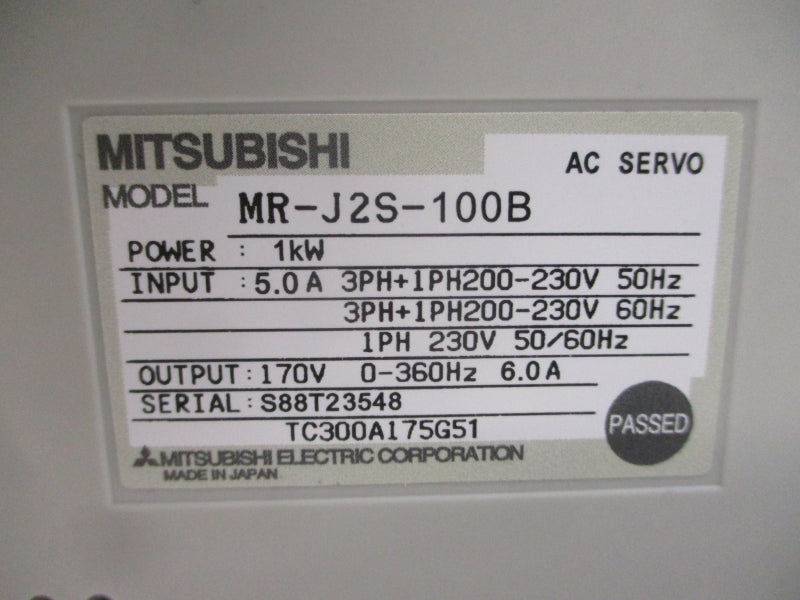 MITSUBISHI
AC SERVO
MODEL MR-J2S-100B
POWER : 1kW
INPUT : 5.0A 3PH+1PH200-230V 50Hz
3PH+1PH200-230V 60Hz
1PH 230V 50/60Hz
OUTPUT: 170V 0-360Hz 6.0A
SERIAL: S88T23548
TC300A175G51
PASSED
MITSUBISHI ELECTRIC CORPORATION
MADE IN JAPAN